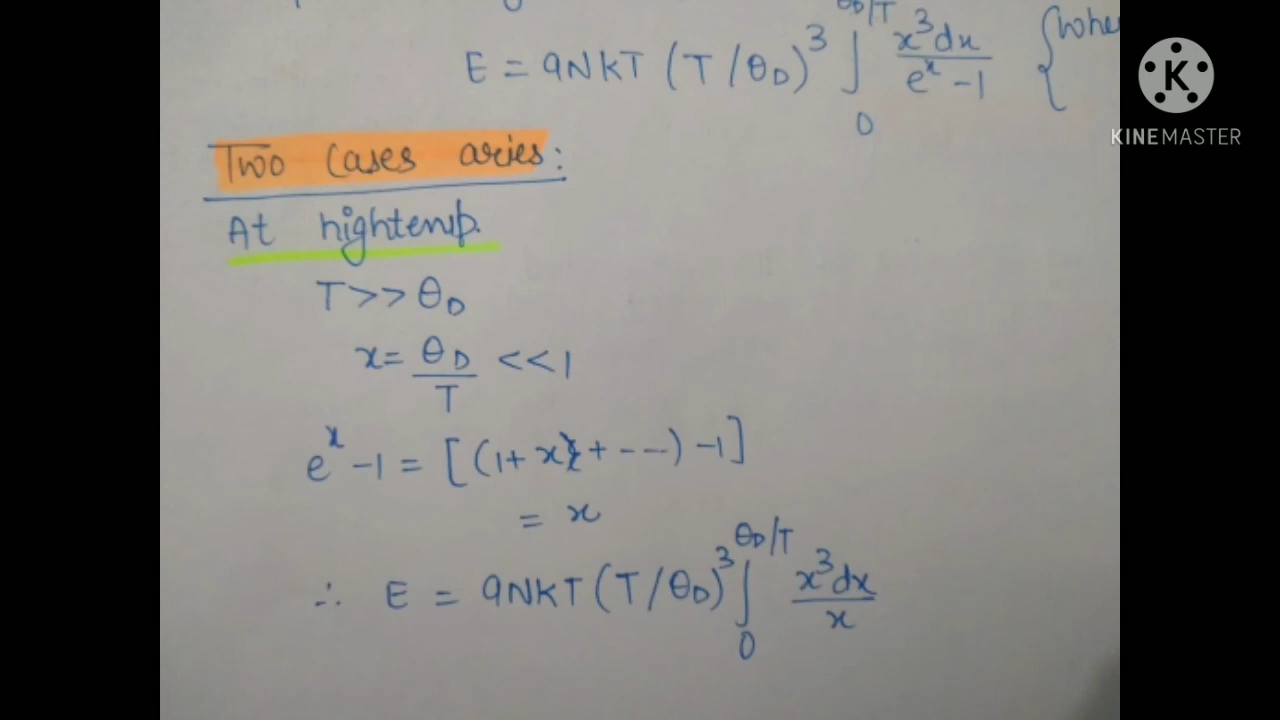 E = 9NKT (T/θD)³ ∫₀^θD/T x³dx / eˣ -1 {whe
KINEMASTER
Two Cases aries:
At hightemp.
T>> θD
x= θD / T <<1
eˣ -1 = [(1+ x + ---) -1]
= x
∴ E = 9NKT (T/θD)³ ∫₀^θD/T x³dx / x